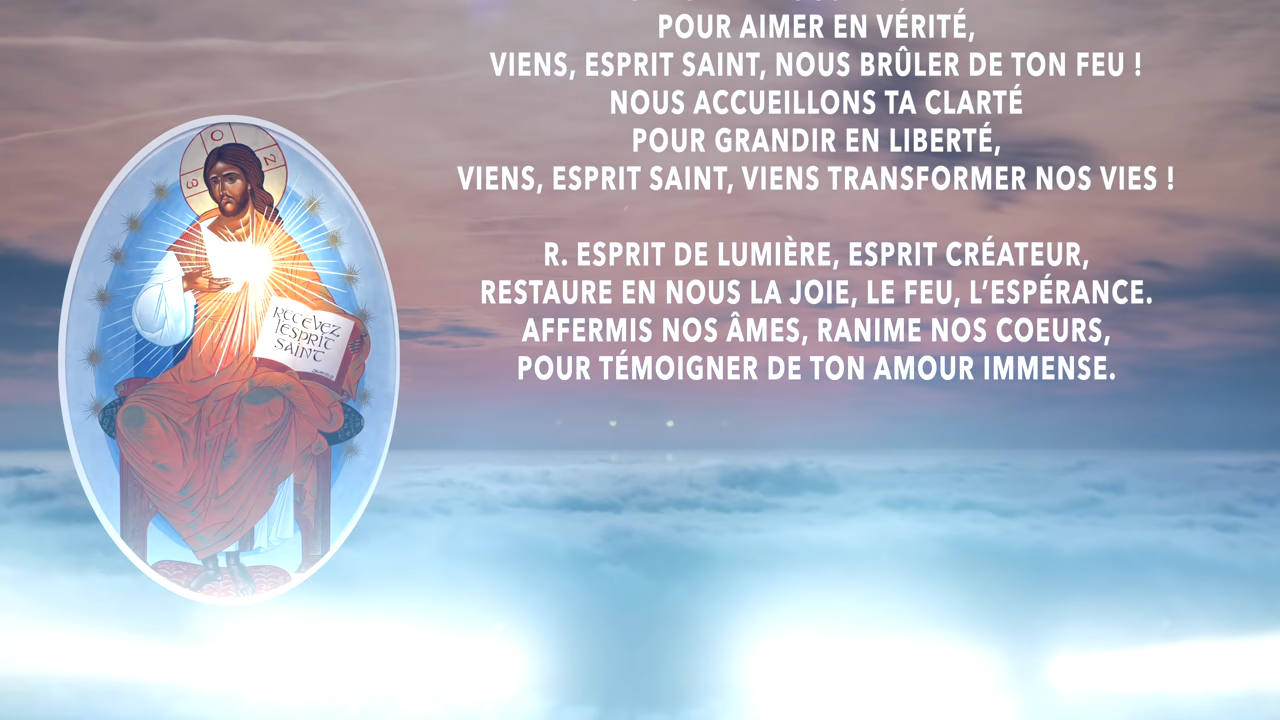 POUR AIMER EN VÉRITÉ,
VIENS, ESPRIT SAINT, NOUS BRÛLER DE TON FEU !
NOUS ACCUEILLONS TA CLARTÉ
POUR GRANDIR EN LIBERTÉ,
VIENS, ESPRIT SAINT, VIENS TRANSFORMER NOS VIES !
R. ESPRIT DE LUMIÈRE, ESPRIT CRÉATEUR,
RESTAURE EN NOUS LA JOIE, LE FEU, L’ESPÉRANCE.
AFFERMIS NOS ÂMES, RANIME NOS COEURS,
POUR TÉMOIGNER DE TON AMOUR IMMENSE.
RECEVEZ
L'ESPRIT
SAINT